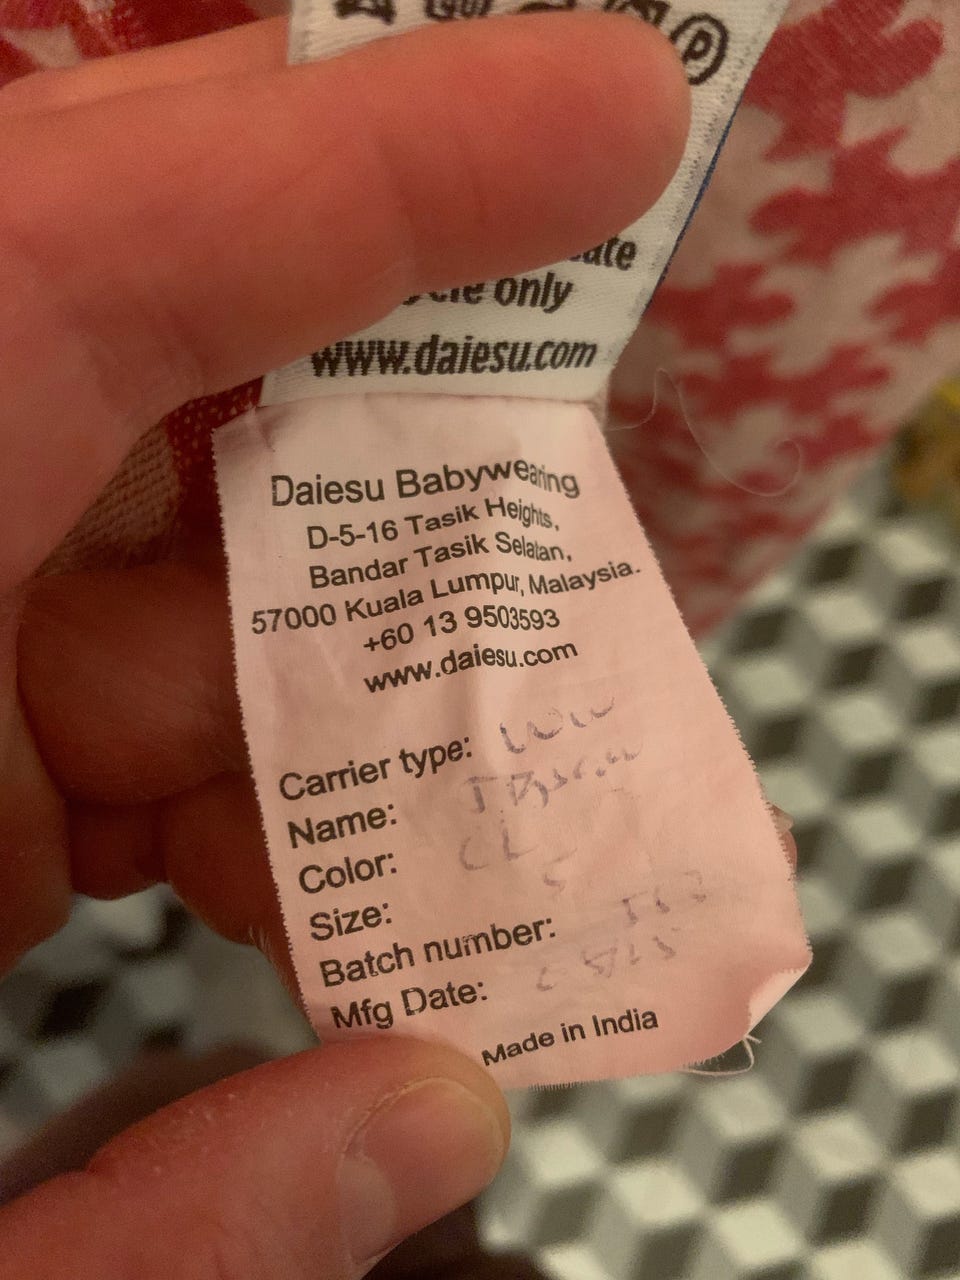 P
only
www.daiesu.com
Daiesu Babywearing
D-5-16 Tasik Heights,
Bandar Tasik Selatan,
57000 Kuala Lumpur, Malaysia.
+60 13 9503593
www.daiesu.com
Carrier type:
Name:
Color:
Size:
Batch number:
Mfg Date:
Made in India